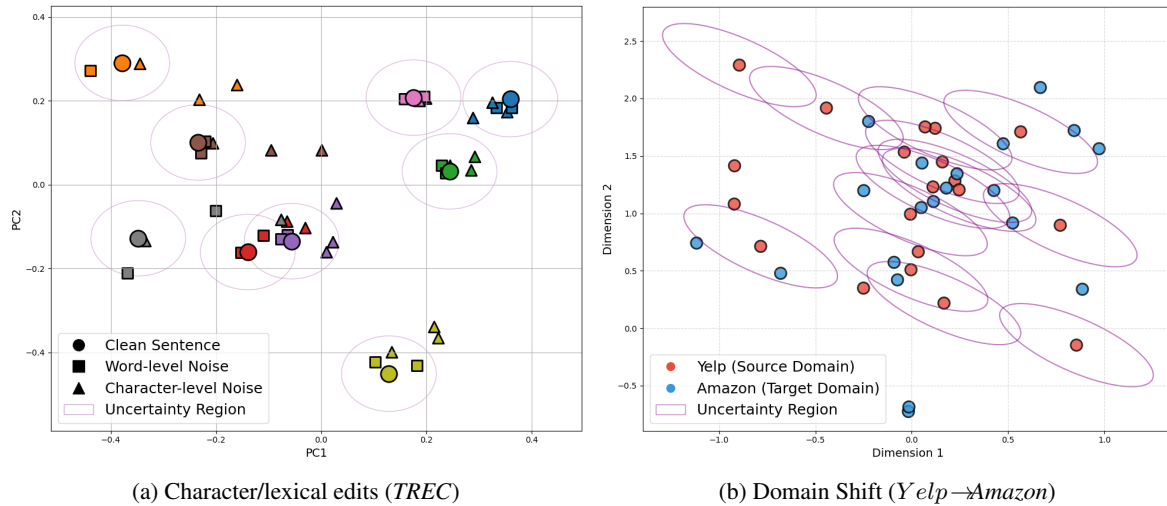 0.4
0.2
0.0
−0.2
−0.4
PC2
−0.4
−0.2
0.0
0.2
0.4
PC1
Clean Sentence
Word-level Noise
Character-level Noise
Uncertainty Region
(a) Character/lexical edits (TREC)
2.5
2.0
1.5
1.0
0.5
0.0
−0.5
Dimension 2
−1.0
−0.5
0.0
0.5
1.0
Dimension 1
Yelp (Source Domain)
Amazon (Target Domain)
Uncertainty Region
(b) Domain Shift (Yelp→Amazon)